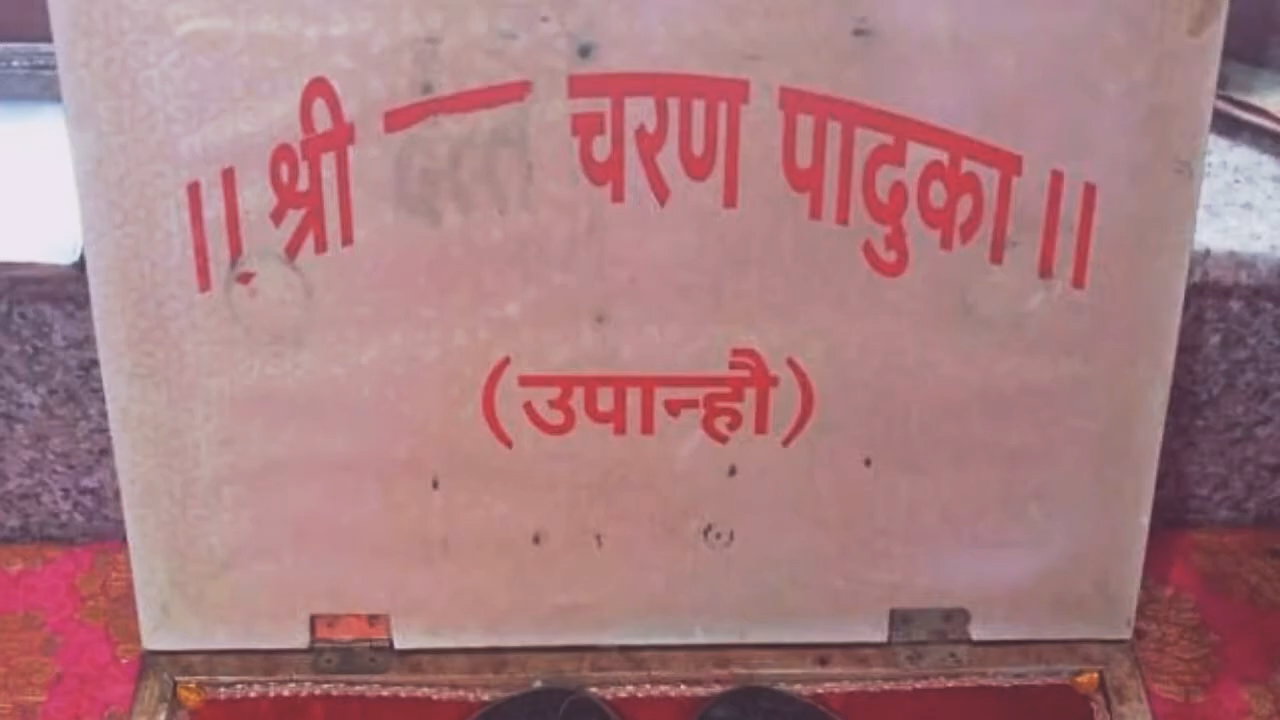 ।। श्री चरण पादुका ।।
(उपान्हौ)